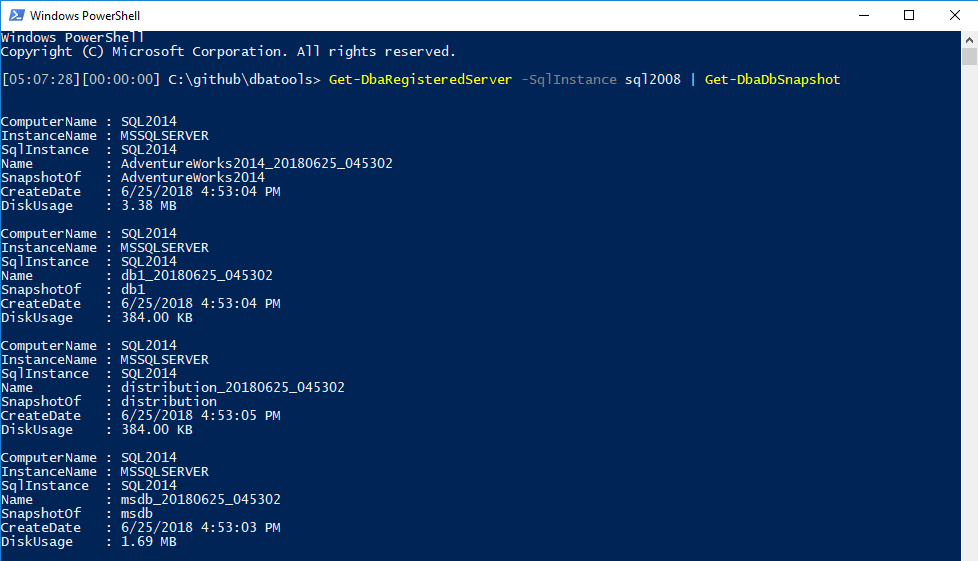 Windows PowerShell
Windows PowerShell
Copyright (C) Microsoft Corporation. All rights reserved.
[05:07:28][00:00:00] C:\github\dbatools> Get-DbaRegisteredServer -SqlInstance sql2008 | Get-DbaDbSnapshot
ComputerName : SQL2014
InstanceName : MSSQLSERVER
SqlInstance  : SQL2014
Name         : AdventureWorks2014_20180625_045302
SnapshotOf   : AdventureWorks2014
CreateDate   : 6/25/2018 4:53:04 PM
DiskUsage    : 3.38 MB
ComputerName : SQL2014
InstanceName : MSSQLSERVER
SqlInstance  : SQL2014
Name         : db1_20180625_045302
SnapshotOf   : db1
CreateDate   : 6/25/2018 4:53:04 PM
DiskUsage    : 384.00 KB
ComputerName : SQL2014
InstanceName : MSSQLSERVER
SqlInstance  : SQL2014
Name         : distribution_20180625_045302
SnapshotOf   : distribution
CreateDate   : 6/25/2018 4:53:05 PM
DiskUsage    : 384.00 KB
ComputerName : SQL2014
InstanceName : MSSQLSERVER
SqlInstance  : SQL2014
Name         : msdb_20180625_045302
SnapshotOf   : msdb
CreateDate   : 6/25/2018 4:53:03 PM
DiskUsage    : 1.69 MB